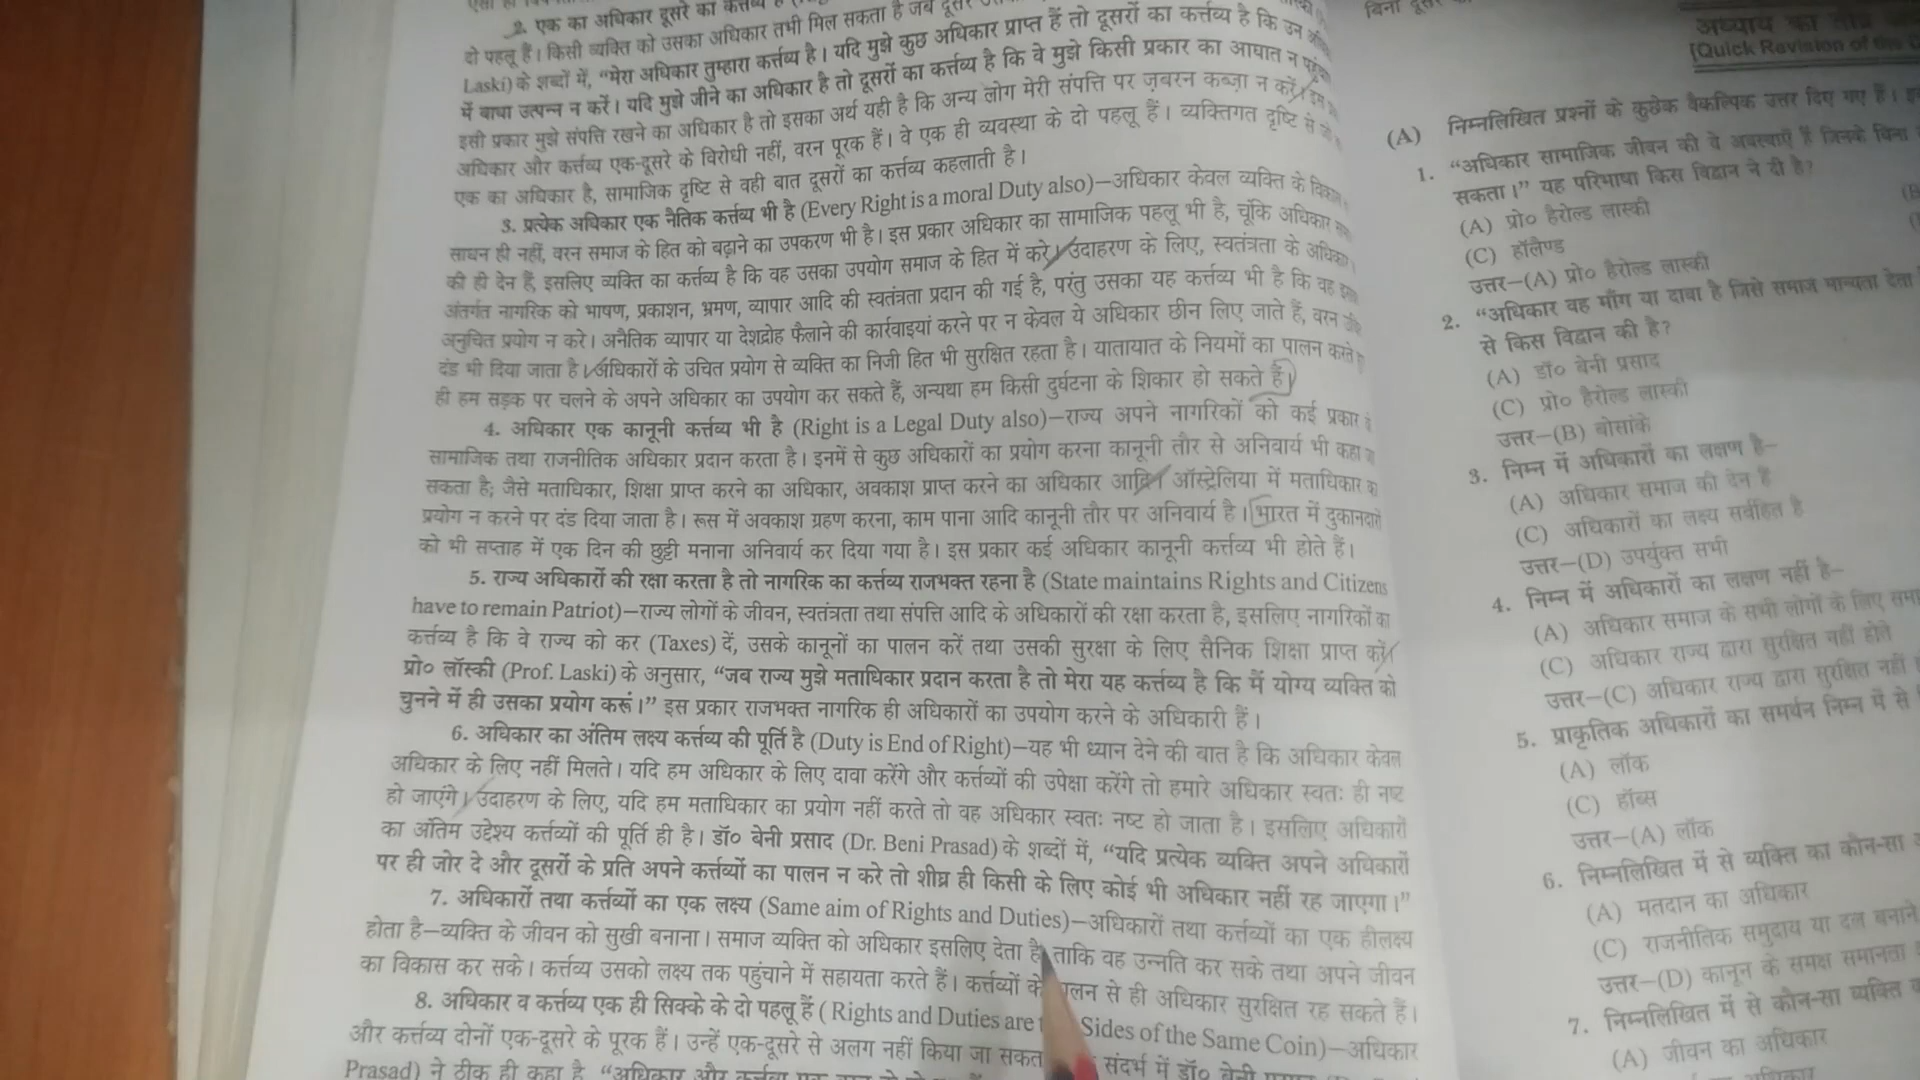 2. एक का अधिकार दूसरे का कर्त्तव्य है
दो पहलू हैं। किसी व्यक्ति को उसका अधिकार तभी मिल सकता है जब
Laski) के शब्दों में, “मेरा अधिकार तुम्हारा कर्त्तव्य है। यदि मुझे कुछ अधिकार प्राप्त हैं तो दूसरों का कर्त्तव्य है कि उन
में बाधा उत्पन्न न करें। यदि मुझे जीने का अधिकार है तो दूसरों का कर्त्तव्य है कि वे मुझे किसी प्रकार का आघात न
इसी प्रकार मुझे संपत्ति रखने का अधिकार है तो इसका अर्थ यही है कि अन्य लोग मेरी संपत्ति पर ज़बरन कब्ज़ा न करें।
अधिकार और कर्त्तव्य एक-दूसरे के विरोधी नहीं, वरन पूरक हैं। वे एक ही व्यवस्था के दो पहलू हैं। व्यक्तिगत दृष्टि से जो
एक का अधिकार है, सामाजिक दृष्टि से वही बात दूसरों का कर्त्तव्य कहलाती है।
3. प्रत्येक अधिकार एक नैतिक कर्त्तव्य भी है (Every Right is a moral Duty also)—अधिकार केवल व्यक्ति के
साधन ही नहीं, वरन समाज के हित को बढ़ाने का उपकरण भी है। इस प्रकार अधिकार का सामाजिक पहलू भी है, चूँकि अधिकार
की ही देन हैं, इसलिए व्यक्ति का कर्त्तव्य है कि वह उसका उपयोग समाज के हित में करे। उदाहरण के लिए, स्वतंत्रता के अधिकार
अंतर्गत नागरिक को भाषण, प्रकाशन, भ्रमण, व्यापार आदि की स्वतंत्रता प्रदान की गई है, परंतु उसका यह कर्त्तव्य भी है कि वह
अनुचित प्रयोग न करे। अनैतिक व्यापार या देशद्रोह फैलाने की कार्रवाइयां करने पर न केवल ये अधिकार छीन लिए जाते हैं, वरन
दंड भी दिया जाता है। अधिकारों के उचित प्रयोग से व्यक्ति का निजी हित भी सुरक्षित रहता है। यातायात के नियमों का पालन करते
ही हम सड़क पर चलने के अपने अधिकार का उपयोग कर सकते हैं, अन्यथा हम किसी दुर्घटना के शिकार हो सकते हैं।
4. अधिकार एक कानूनी कर्त्तव्य भी है (Right is a Legal Duty also)—राज्य अपने नागरिकों को कई प्रकार के
सामाजिक तथा राजनीतिक अधिकार प्रदान करता है। इनमें से कुछ अधिकारों का प्रयोग करना कानूनी तौर से अनिवार्य भी कहा जा
सकता है; जैसे मताधिकार, शिक्षा प्राप्त करने का अधिकार, अवकाश प्राप्त करने का अधिकार आदि। ऑस्ट्रेलिया में मताधिकार का
प्रयोग न करने पर दंड दिया जाता है। रूस में अवकाश ग्रहण करना, काम पाना आदि कानूनी तौर पर अनिवार्य है। भारत में दुकानदारों
को भी सप्ताह में एक दिन की छुट्टी मनाना अनिवार्य कर दिया गया है। इस प्रकार कई अधिकार कानूनी कर्त्तव्य भी होते हैं।
5. राज्य अधिकारों की रक्षा करता है तो नागरिक का कर्त्तव्य राजभक्त रहना है (State maintains Rights and Citizens
have to remain Patriot)—राज्य लोगों के जीवन, स्वतंत्रता तथा संपत्ति आदि के अधिकारों की रक्षा करता है, इसलिए नागरिकों का
कर्त्तव्य है कि वे राज्य को कर (Taxes) दें, उसके कानूनों का पालन करें तथा उसकी सुरक्षा के लिए सैनिक शिक्षा प्राप्त करें।
प्रो० लॉस्की (Prof. Laski) के अनुसार, “जब राज्य मुझे मताधिकार प्रदान करता है तो मेरा यह कर्त्तव्य है कि मैं योग्य व्यक्ति को
चुनने में ही उसका प्रयोग करूं।” इस प्रकार राजभक्त नागरिक ही अधिकारों का उपयोग करने के अधिकारी हैं।
6. अधिकार का अंतिम लक्ष्य कर्त्तव्य की पूर्ति है (Duty is End of Right)—यह भी ध्यान देने की बात है कि अधिकार केवल
अधिकार के लिए नहीं मिलते। यदि हम अधिकार के लिए दावा करेंगे और कर्त्तव्यों की उपेक्षा करेंगे तो हमारे अधिकार स्वतः ही नष्ट
हो जाएंगे। उदाहरण के लिए, यदि हम मताधिकार का प्रयोग नहीं करते तो वह अधिकार स्वतः नष्ट हो जाता है। इसलिए अधिकारों
का अंतिम उद्देश्य कर्त्तव्यों की पूर्ति ही है। डॉ० बेनी प्रसाद (Dr. Beni Prasad) के शब्दों में, “यदि प्रत्येक व्यक्ति अपने अधिकारों
पर ही जोर दे और दूसरों के प्रति अपने कर्त्तव्यों का पालन न करे तो शीघ्र ही किसी के लिए कोई भी अधिकार नहीं रह जाएगा।”
7. अधिकारों तथा कर्त्तव्यों का एक लक्ष्य (Same aim of Rights and Duties)—अधिकारों तथा कर्त्तव्यों का एक हीलक्ष्य
होता है—व्यक्ति के जीवन को सुखी बनाना। समाज व्यक्ति को अधिकार इसलिए देता है ताकि वह उन्नति कर सके तथा अपने जीवन
का विकास कर सके। कर्त्तव्य उसको लक्ष्य तक पहुंचाने में सहायता करते हैं। कर्त्तव्यों के पालन से ही अधिकार सुरक्षित रह सकते हैं।
8. अधिकार व कर्त्तव्य एक ही सिक्के के दो पहलू हैं ( Rights and Duties are Sides of the Same Coin)—अधिकार
और कर्त्तव्य दोनों एक-दूसरे के पूरक हैं। उन्हें एक-दूसरे से अलग नहीं किया जा सकता संदर्भ में डॉ० बेनी
Prasad) ने ठीक ही कहा है, “अधिकार और
अध्याय का
[Quick Revision of the
(A) निम्नलिखित प्रश्नों के कुछेक वैकल्पिक उत्तर दिए गए हैं।
1. “अधिकार सामाजिक जीवन की वे अवस्थाएँ हैं जिनके बिना
सकता।” यह परिभाषा किस विद्वान ने दी है?
(A) प्रो० हैरोल्ड लास्की
(C) हॉलैण्ड
उत्तर—(A) प्रो० हैरोल्ड लास्की
2. “अधिकार वह माँग या दावा है जिसे समाज मान्यता देता
से किस विद्वान की है?
(A) डॉ० बेनी प्रसाद
(C) प्रो० हैरोल्ड लास्की
उत्तर—(B) बोसांके
3. निम्न में अधिकारों का लक्षण है—
(A) अधिकार समाज की देन हैं
(C) अधिकारों का लक्ष्य सर्वहित है
उत्तर—(D) उपर्युक्त सभी
4. निम्न में अधिकारों का लक्षण नहीं है—
(A) अधिकार समाज के सभी लोगों के लिए
(C) अधिकार राज्य द्वारा सुरक्षित नहीं होते
उत्तर—(C) अधिकार राज्य द्वारा सुरक्षित नहीं
5. प्राकृतिक अधिकारों का समर्थन निम्न में से
(A) लॉक
(C) हॉब्स
उत्तर—(A) लॉक
6. निम्नलिखित में से व्यक्ति का कौन-सा
(A) मतदान का अधिकार
(C) राजनीतिक समुदाय या दल बनाने
उत्तर—(D) कानून के समक्ष समानता
7. निम्नलिखित में से कौन-सा व्यक्ति
(A) जीवन का अधिकार